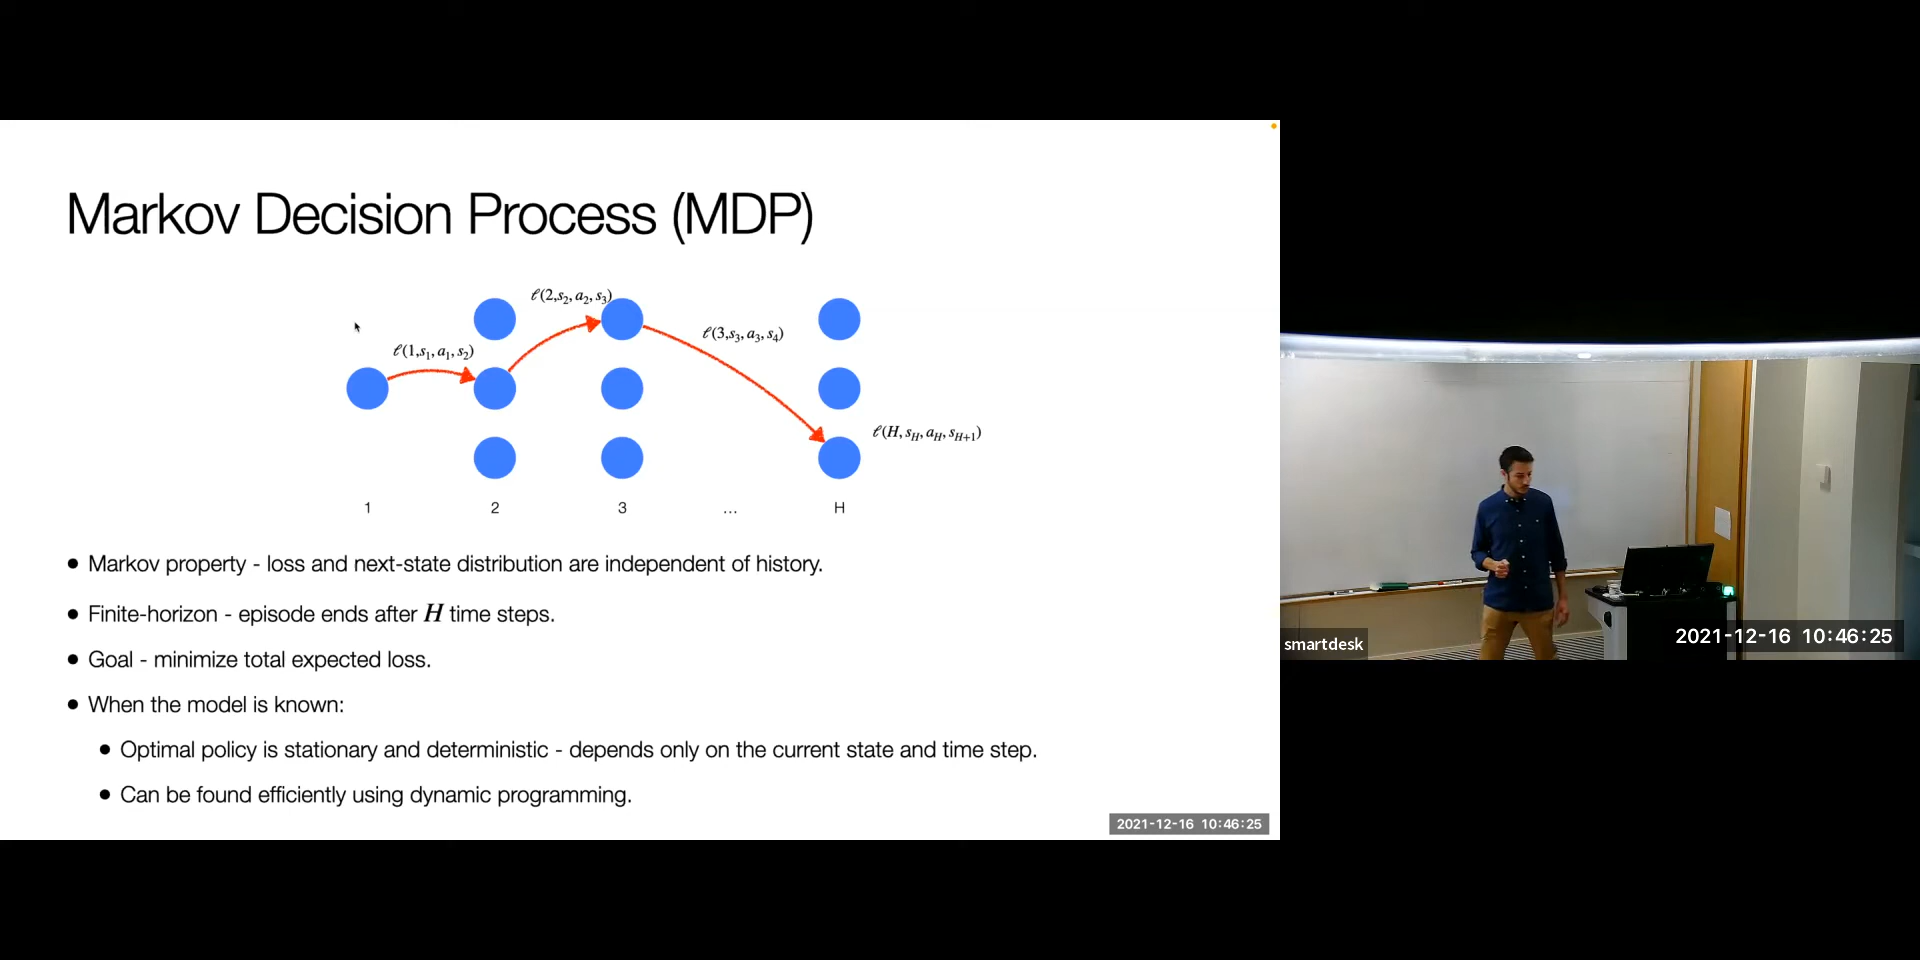 Markov Decision Process (MDP)
ℓ(2,s₂, a₂, s₃)
ℓ(3,s₃, a₃, s₄)
ℓ(1,s₁, a₁, s₂)
ℓ(H, s_H, a_H, s_{H+1})
1 2 3 ... H
● Markov property - loss and next-state distribution are independent of history.
● Finite-horizon - episode ends after H time steps.
● Goal - minimize total expected loss.
● When the model is known:
● Optimal policy is stationary and deterministic - depends only on the current state and time step.
● Can be found efficiently using dynamic programming.
2021-12-16 10:46:25
smartdesk
2021-12-16 10:46:25